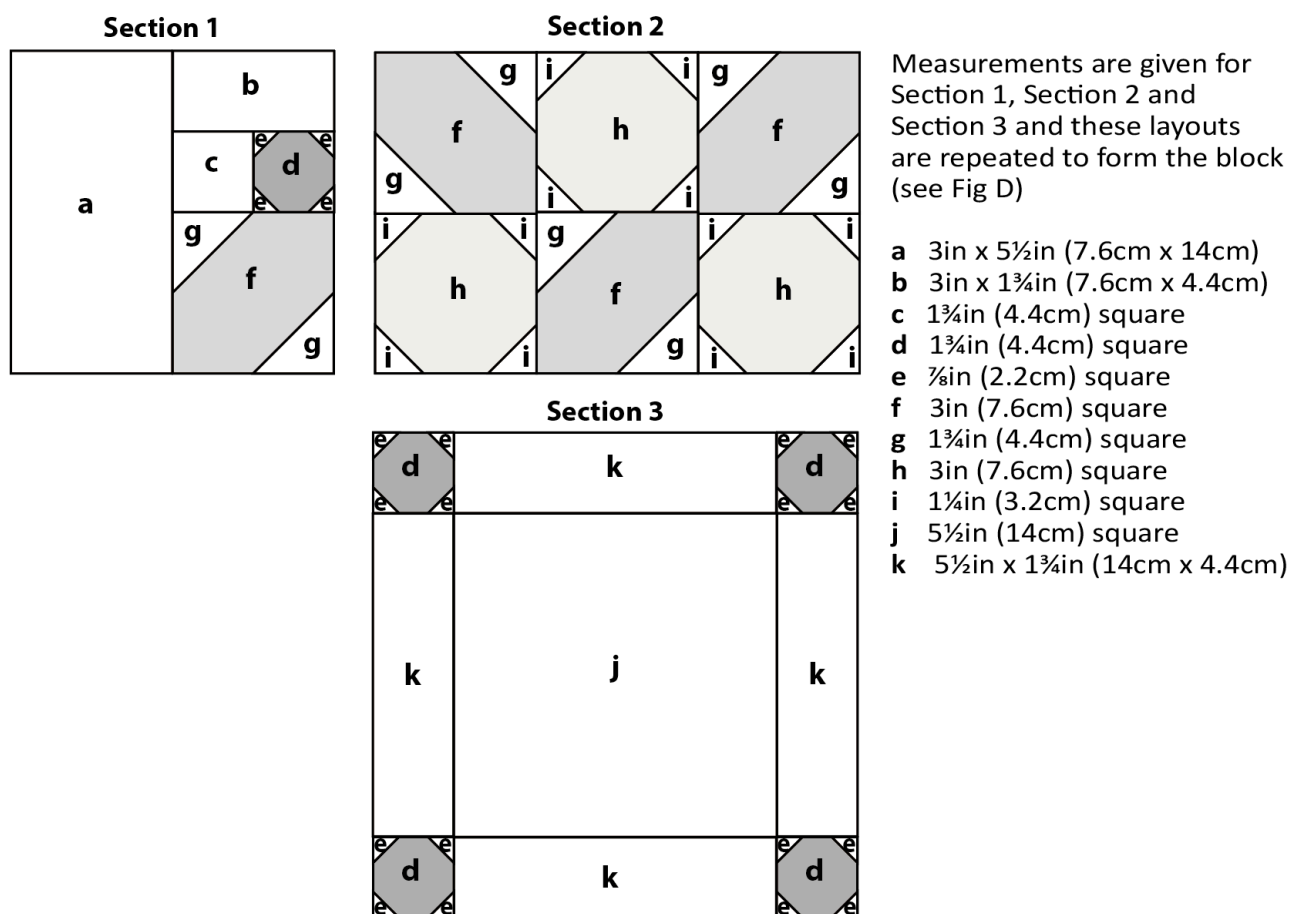 Section 1
a
b
c
e
e
d
e
e
g
f
g
Section 2
g
i
i
g
f
h
f
g
i
i
g
i
i
g
i
i
h
f
h
i
i
g
i
i
Section 3
e
e
d
e
e
k
e
e
d
e
e
k
j
k
e
e
d
e
e
k
e
e
d
e
e
Measurements are given for
Section 1, Section 2 and
Section 3 and these layouts
are repeated to form the block
(see Fig D)
a 3in x 5½in (7.6cm x 14cm)
b 3in x 1¾in (7.6cm x 4.4cm)
c 1¾in (4.4cm) square
d 1¾in (4.4cm) square
e ⅞in (2.2cm) square
f 3in (7.6cm) square
g 1¾in (4.4cm) square
h 3in (7.6cm) square
i 1¼in (3.2cm) square
j 5½in (14cm) square
k 5½in x 1¾in (14cm x 4.4cm)